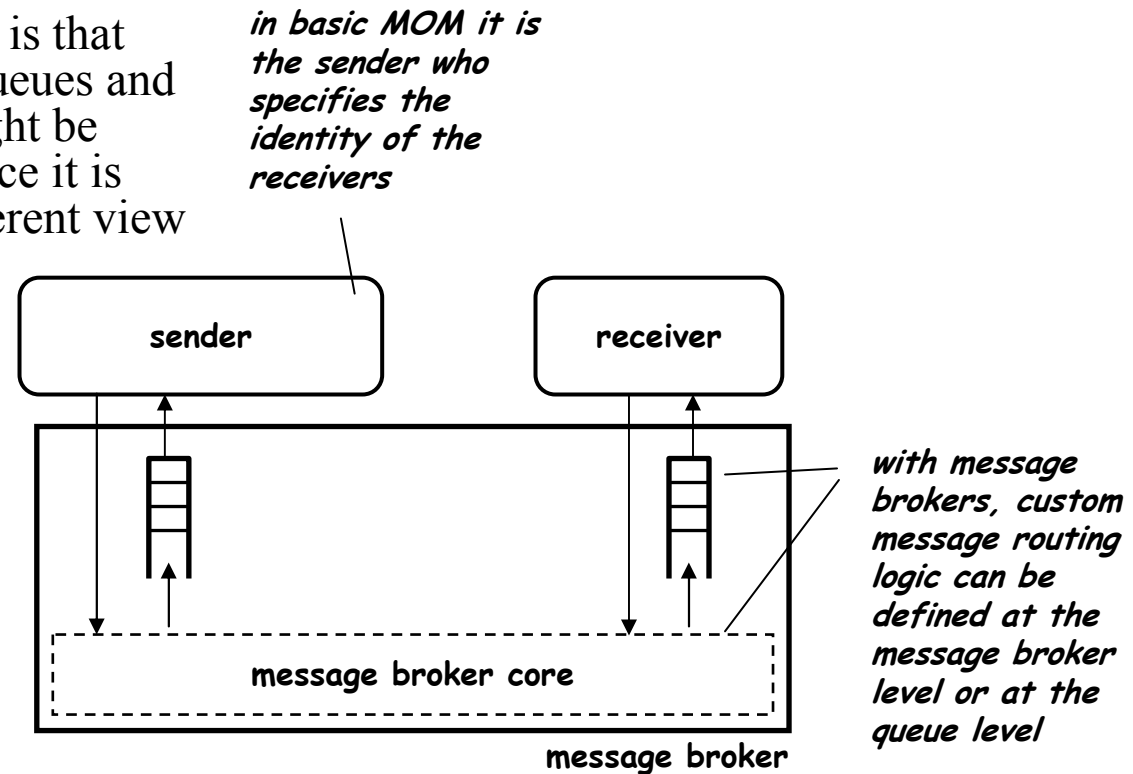 is that
ueues and
ght be
ce it is
erent view
in basic MOM it is
the sender who
specifies the
identity of the
receivers
sender
receiver
with message
brokers, custom
message routing
logic can be
defined at the
message broker
level or at the
queue level
message broker core
message broker